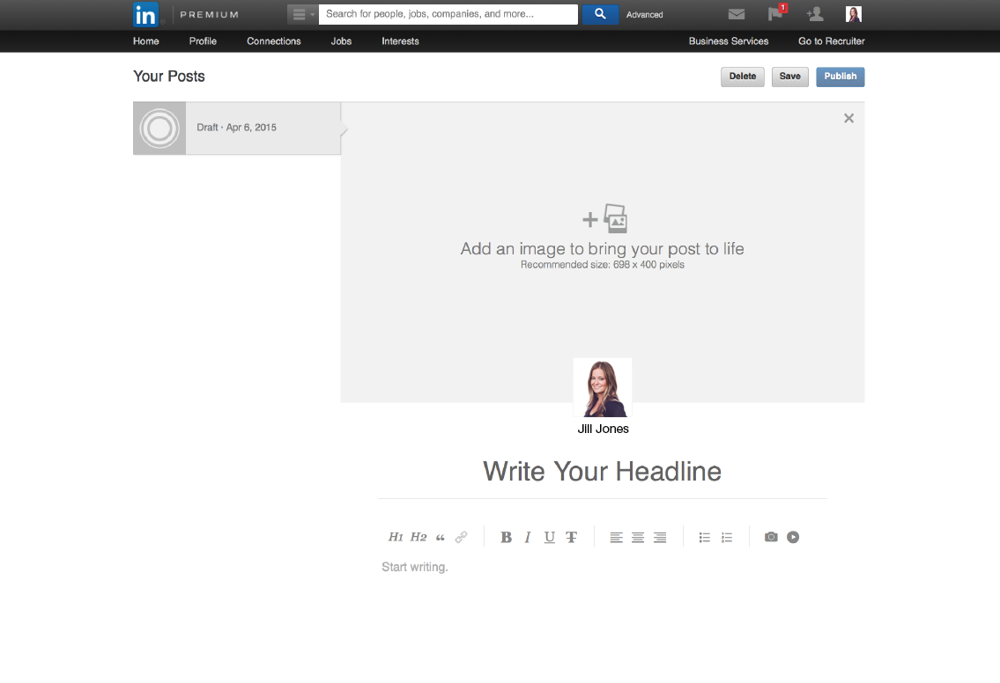 in PREMIUM Search for people, jobs, companies, and more... Advanced 1
Home Profile Connections Jobs Interests Business Services Go to Recruiter
Your Posts Delete Save Publish
Draft · Apr 6, 2015
Add an image to bring your post to life
Recommended size: 698 x 400 pixels
Jill Jones
Write Your Headline
H1 H2 “ B I U T
Start writing.